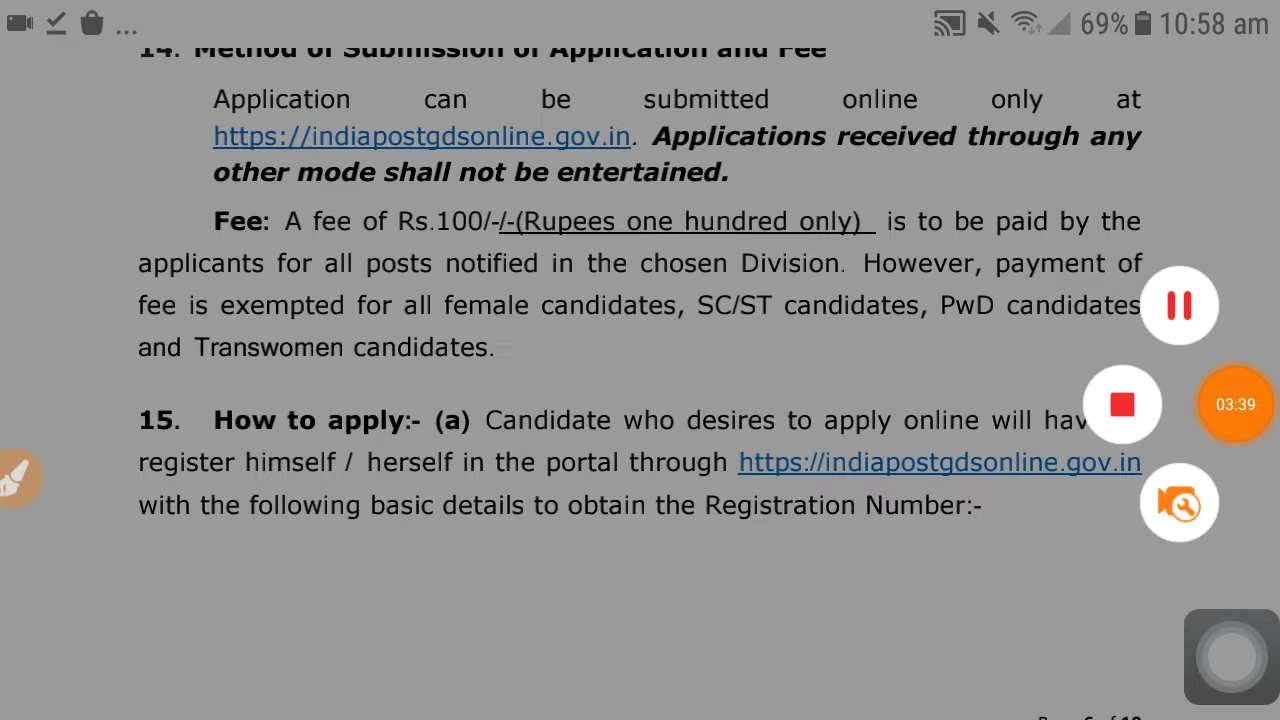 ... 69% 10:58 am
14. Method of Submission of Application and Fee
Application can be submitted online only at
https://indiapostgdsonline.gov.in. Applications received through any
other mode shall not be entertained.
Fee: A fee of Rs.100/-/-(Rupees one hundred only) is to be paid by the
applicants for all posts notified in the chosen Division. However, payment of
fee is exempted for all female candidates, SC/ST candidates, PwD candidates
and Transwomen candidates.
15. How to apply:- (a) Candidate who desires to apply online will hav
03:39
register himself / herself in the portal through https://indiapostgdsonline.gov.in
with the following basic details to obtain the Registration Number:-